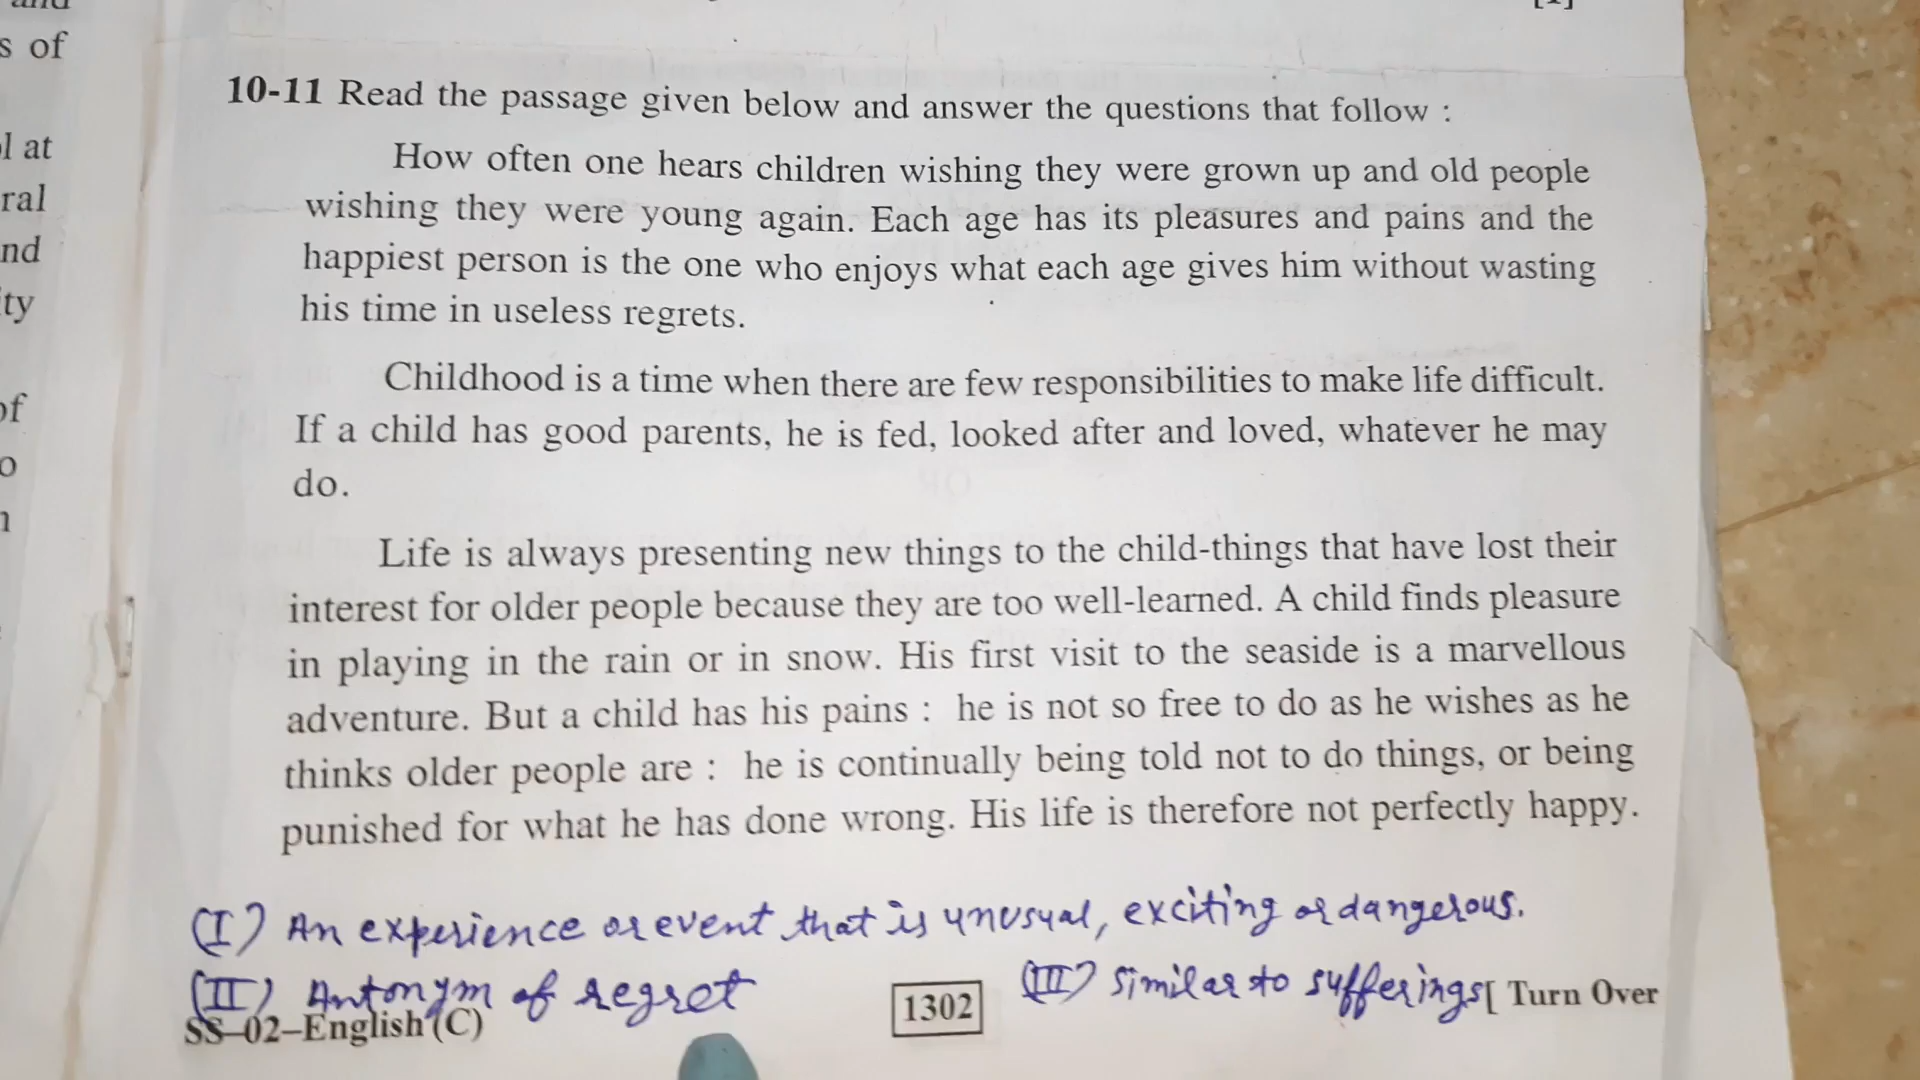 s of
l at
ral
nd
ty
of
10-11 Read the passage given below and answer the questions that follow :
How often one hears children wishing they were grown up and old people
wishing they were young again. Each age has its pleasures and pains and the
happiest person is the one who enjoys what each age gives him without wasting
his time in useless regrets.
Childhood is a time when there are few responsibilities to make life difficult.
If a child has good parents, he is fed, looked after and loved, whatever he may
do.
Life is always presenting new things to the child-things that have lost their
interest for older people because they are too well-learned. A child finds pleasure
in playing in the rain or in snow. His first visit to the seaside is a marvellous
adventure. But a child has his pains : he is not so free to do as he wishes as he
thinks older people are : he is continually being told not to do things, or being
punished for what he has done wrong. His life is therefore not perfectly happy.
(I) An experience or event that is unusual, exciting or dangerous.
(II) Antonym of regret
(III) Similar to sufferings
SS-02-English (C) 1302 [ Turn Over